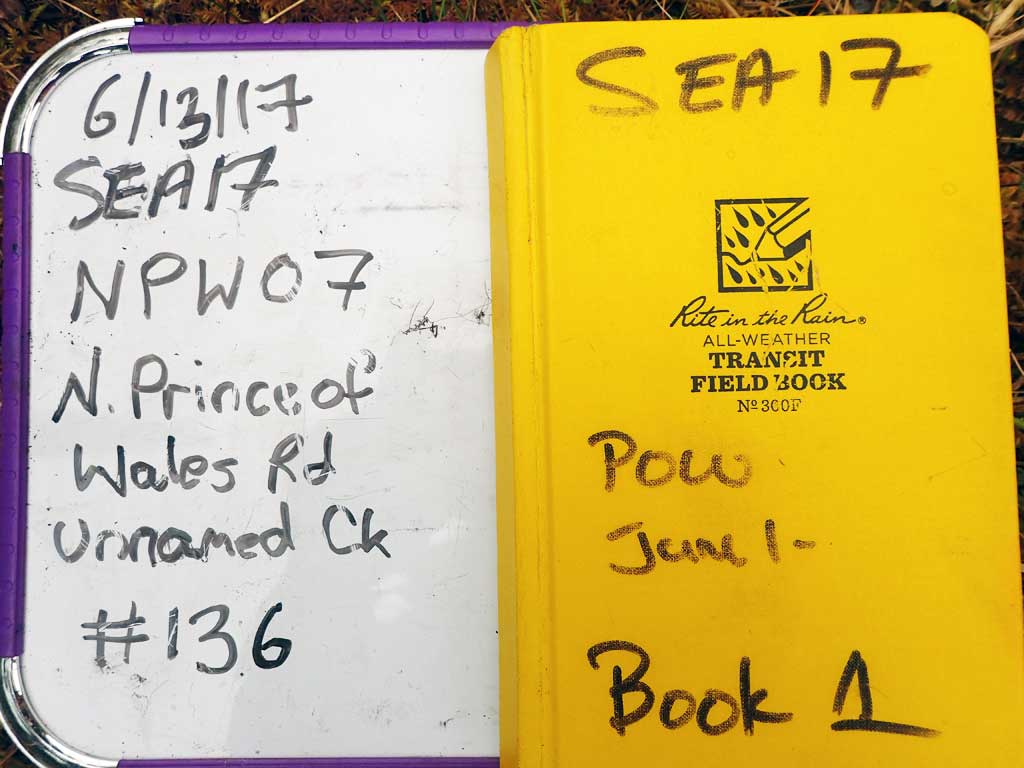 6/13/17
SEA17
NPW07
N. Prince of
Wales Rd
Unnamed Ck
#136
SEA17
Rite in the Rain®
ALL-WEATHER
TRANSIT
FIELD BOOK
Nº 300F
POW
June 1-
Book 1